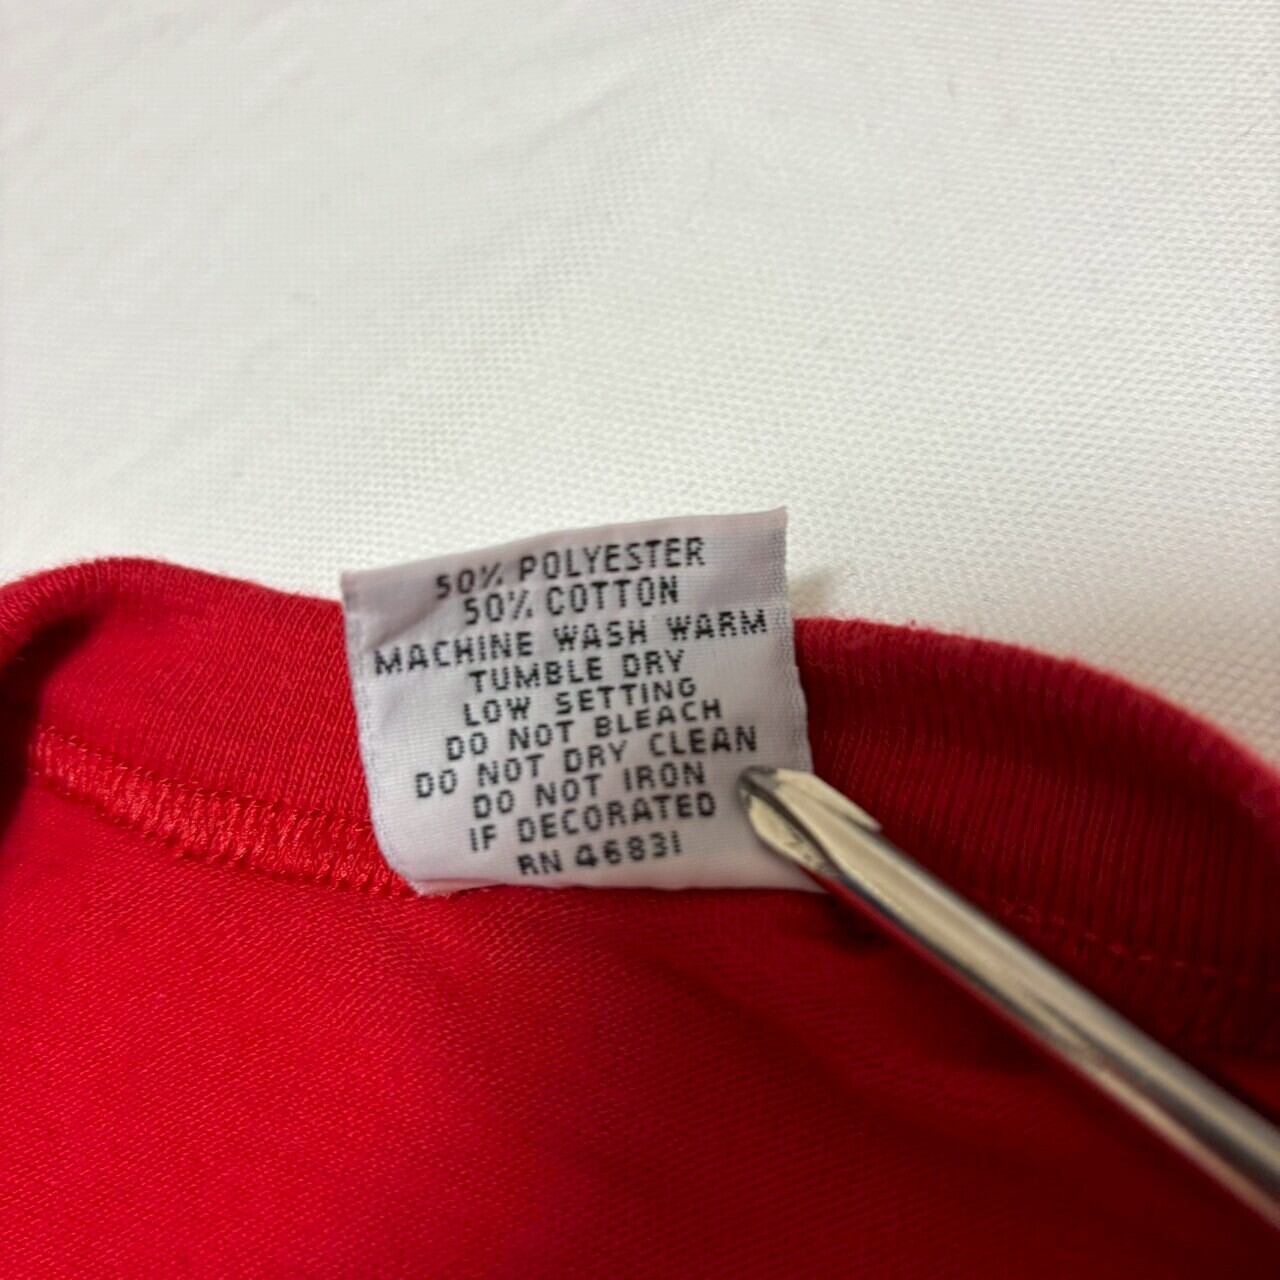 50% POLYESTER
50% COTTON
MACHINE WASH WARM
TUMBLE DRY
LOW SETTING
DO NOT BLEACH
DO NOT DRY CLEAN
DO NOT IRON
IF DECORATED
RN 46831